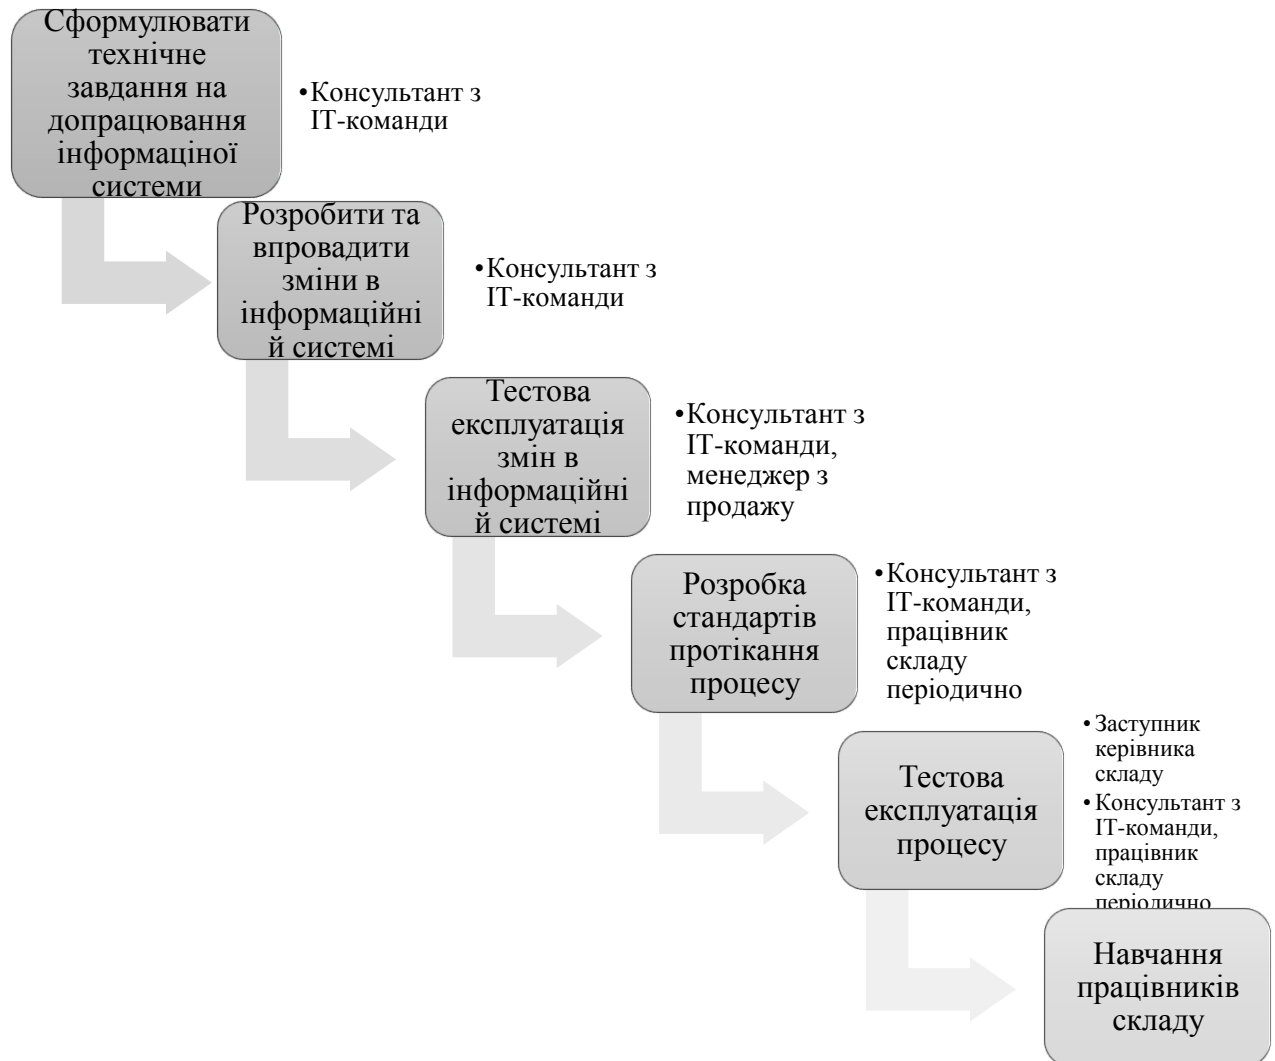 Сформулювати
технічне
завдання на
допрацювання
інформаціної
системи
•Консультант з
ІТ-команди
Розробити та
впровадити
зміни в
інформаційні
й системі
•Консультант з
ІТ-команди
Тестова
експлуатація
змін в
інформаційні
й системі
•Консультант з
ІТ-команди,
менеджер з
продажу
Розробка
стандартів
протікання
процесу
•Консультант з
ІТ-команди,
працівник
складу
періодично
Тестова
експлуатація
процесу
•Заступник
керівника
складу
•Консультант з
ІТ-команди,
працівник
складу
періодично
Навчання
працівників
складу